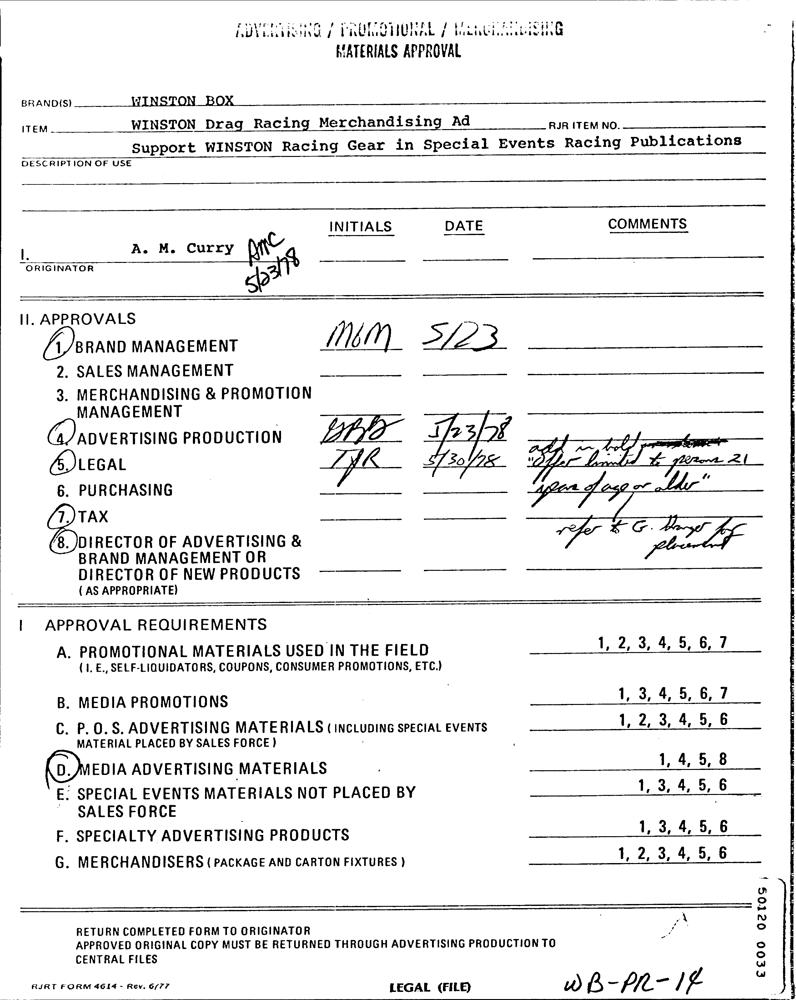 ADVERTISING / PROMOTIONAL / MERCHANDISING
MATERIALS APPROVAL
BRAND(S) WINSTON BOX
ITEM WINSTON Drag Racing Merchandising Ad RJR ITEM NO.
Support WINSTON Racing Gear in Special Events Racing Publications
DESCRIPTION OF USE
INITIALS DATE COMMENTS
I. A. M. Curry AMC
ORIGINATOR 5/23/78
II. APPROVALS
1. BRAND MANAGEMENT MGM 5/23
2. SALES MANAGEMENT
3. MERCHANDISING & PROMOTION
MANAGEMENT
4. ADVERTISING PRODUCTION 5/23/78 add in bold
5. LEGAL TJR 5/30/78 "Offer limited to persons 21
6. PURCHASING years of age or older"
7. TAX refer to G. for
8. DIRECTOR OF ADVERTISING & placement
BRAND MANAGEMENT OR
DIRECTOR OF NEW PRODUCTS
(AS APPROPRIATE)
I APPROVAL REQUIREMENTS
A. PROMOTIONAL MATERIALS USED IN THE FIELD 1, 2, 3, 4, 5, 6, 7
(I. E., SELF-LIQUIDATORS, COUPONS, CONSUMER PROMOTIONS, ETC.)
B. MEDIA PROMOTIONS 1, 3, 4, 5, 6, 7
C. P. O. S. ADVERTISING MATERIALS (INCLUDING SPECIAL EVENTS 1, 2, 3, 4, 5, 6
MATERIAL PLACED BY SALES FORCE)
D. MEDIA ADVERTISING MATERIALS 1, 4, 5, 8
E. SPECIAL EVENTS MATERIALS NOT PLACED BY 1, 3, 4, 5, 6
SALES FORCE
F. SPECIALTY ADVERTISING PRODUCTS 1, 3, 4, 5, 6
G. MERCHANDISERS (PACKAGE AND CARTON FIXTURES) 1, 2, 3, 4, 5, 6
RETURN COMPLETED FORM TO ORIGINATOR
APPROVED ORIGINAL COPY MUST BE RETURNED THROUGH ADVERTISING PRODUCTION TO
CENTRAL FILES
RJRT FORM 4614 - Rev. 6/77 LEGAL (FILE) WB-PR-14
50120 0033